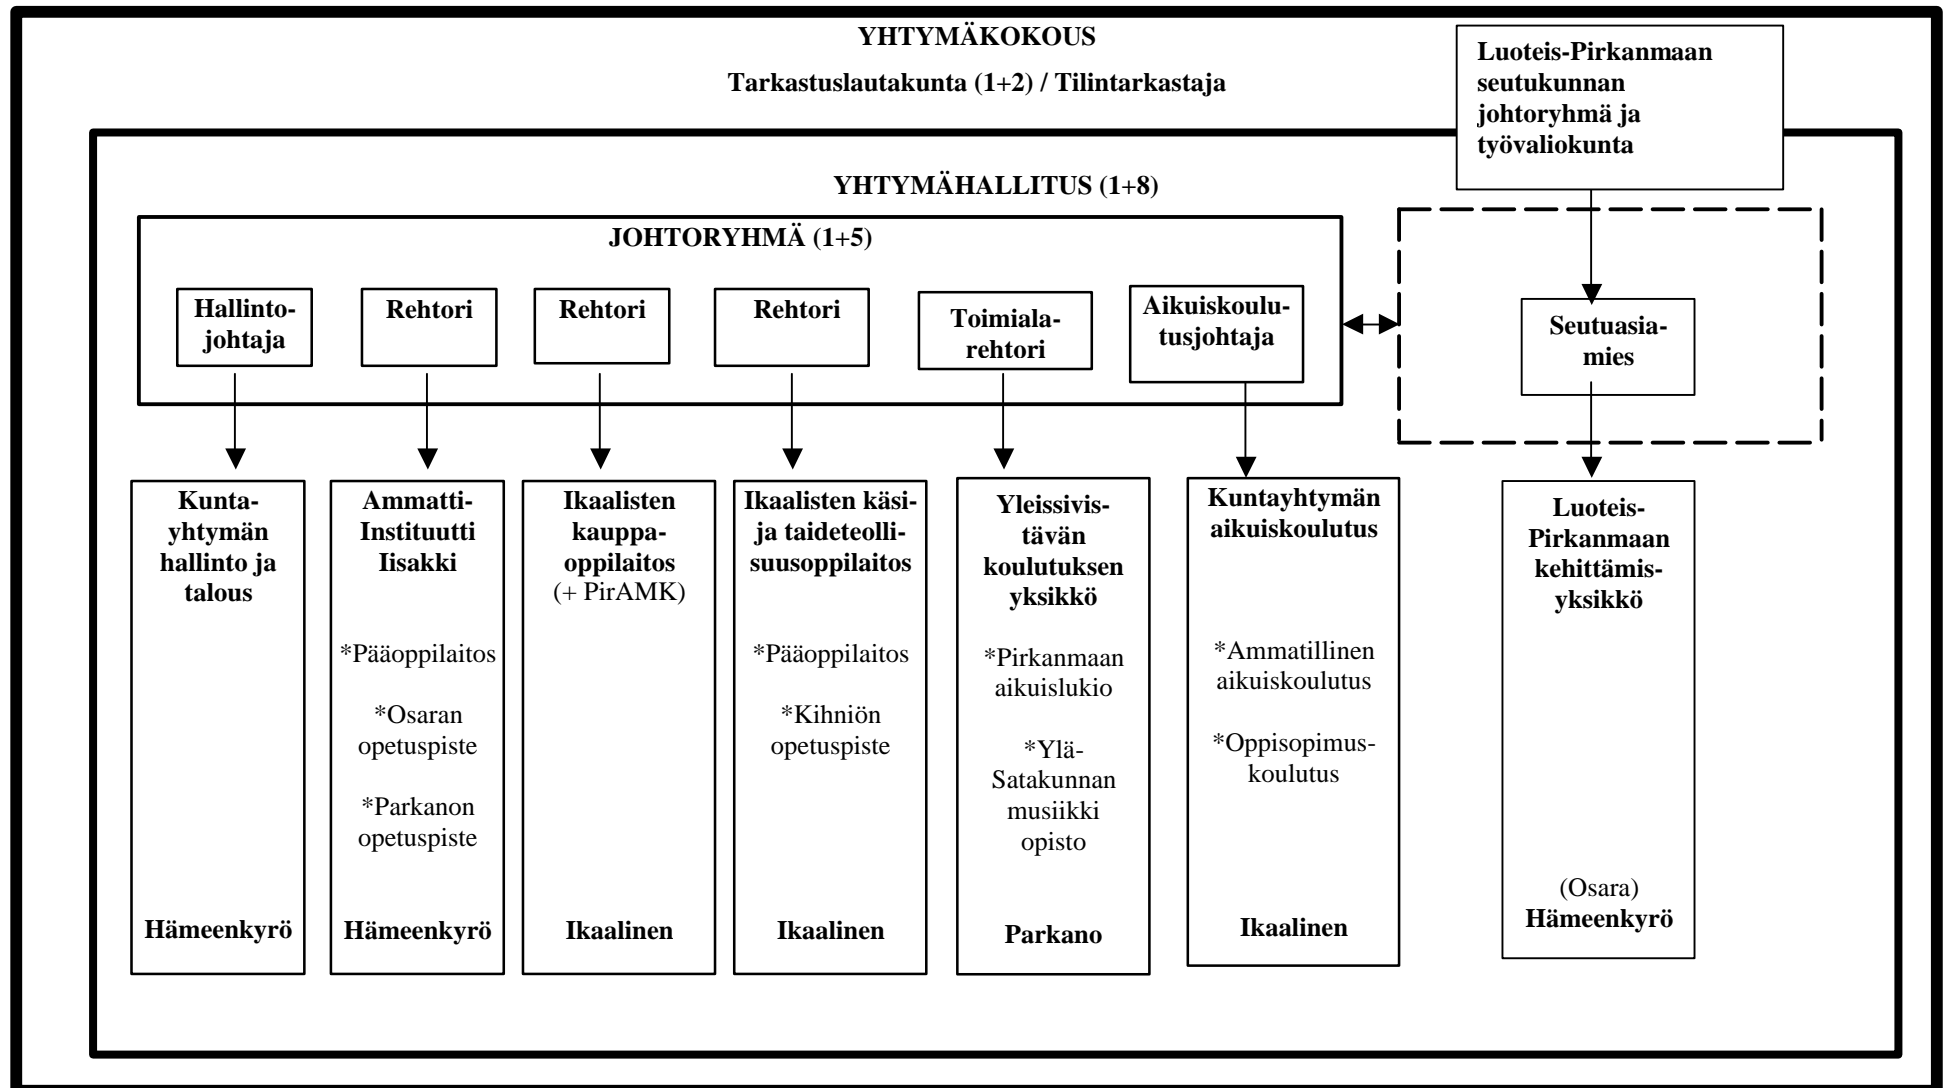 YHTYMÄKOKOUS
Tarkastuslautakunta (1+2) / Tilintarkastaja
Luoteis-Pirkanmaan
seutukunnan
johtoryhmä ja
työvaliokunta
YHTYMÄHALLITUS (1+8)
JOHTORYHMÄ (1+5)
Hallinto-
johtaja
Rehtori
Rehtori
Rehtori
Toimiala-
rehtori
Aikuiskoulu-
tusjohtaja
Seutuasia-
mies
Kunta-
yhtymän
hallinto ja
talous
Hämeenkyrö
Ammatti-
Instituutti
Iisakki
*Pääoppilaitos
*Osaran
opetuspiste
*Parkanon
opetuspiste
Hämeenkyrö
Ikaalisten
kauppa-
oppilaitos
(+ PirAMK)
Ikaalinen
Ikaalisten käsi-
ja taideteolli-
suusoppilaitos
*Pääoppilaitos
*Kihniön
opetuspiste
Ikaalinen
Yleissivis-
tävän
koulutuksen
yksikkö
*Pirkanmaan
aikuislukio
*Ylä-
Satakunnan
musiikki
opisto
Parkano
Kuntayhtymän
aikuiskoulutus
*Ammatillinen
aikuiskoulutus
*Oppisopimus-
koulutus
Ikaalinen
Luoteis-
Pirkanmaan
kehittämis-
yksikkö
(Osara)
Hämeenkyrö